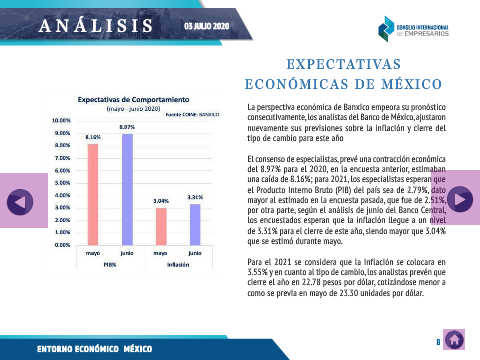 ANÁLISIS
03 JULIO 2020
CONSEJO INTERNACIONAL
DE EMPRESARIOS
EXPECTATIVAS
ECONÓMICAS DE MÉXICO
Expectativas de Comportamiento
(mayo - junio 2020)
Fuente COINE: BANXICO
10.00%
9.00%
8.00%
7.00%
6.00%
5.00%
4.00%
3.00%
2.00%
1.00%
0.00%
8.16%
8.97%
3.04%
3.31%
mayo junio mayo junio
PIB% Inflación
La perspectiva económica de Banxico empeora su pronóstico
consecutivamente, los analistas del Banco de México, ajustaron
nuevamente sus previsiones sobre la inflación y cierre del
tipo de cambio para este año
El consenso de especialistas, prevé una contracción económica
del 8.97% para el 2020, en la encuesta anterior, estimaban
una caída de 8.16%; para 2021, los especialistas esperan que
el Producto Interno Bruto (PIB) del país sea de 2.79%, dato
mayor al estimado en la encuesta pasada, que fue de 2.51%,
por otra parte, según el análisis de junio del Banco Central,
los encuestados esperan que la inflación llegue a un nivel
de 3.31% para el cierre de este año, siendo mayor que 3.04%
que se estimó durante mayo.
Para el 2021 se considera que la inflación se colocara en
3.55% y en cuanto al tipo de cambio, los analistas prevén que
cierre el año en 22.78 pesos por dólar, cotizándose menor a
como se previa en mayo de 23.30 unidades por dólar.
ENTORNO ECONÓMICO MÉXICO
8